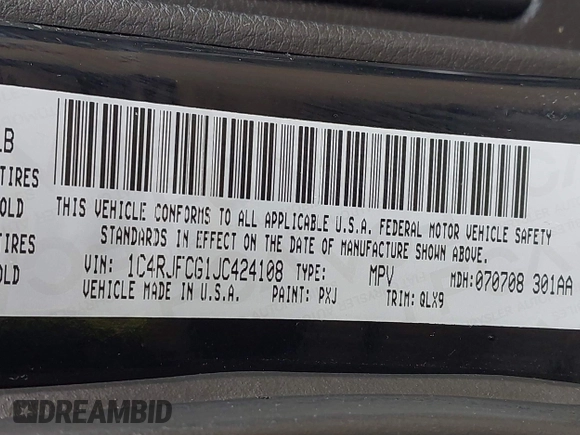 LB
TIRES
OLD
TIRES
OLD
THIS VEHICLE CONFORMS TO ALL APPLICABLE U.S.A. FEDERAL MOTOR VEHICLE SAFETY
STANDARDS IN EFFECT ON THE DATE OF MANUFACTURE SHOWN ABOVE.
VIN: 1C4RJFCG1JC424108 TYPE: MPV MDH: 070708 301AA
VEHICLE MADE IN U.S.A. PAINT: PXJ TRIM: QLX9
DREAMBID